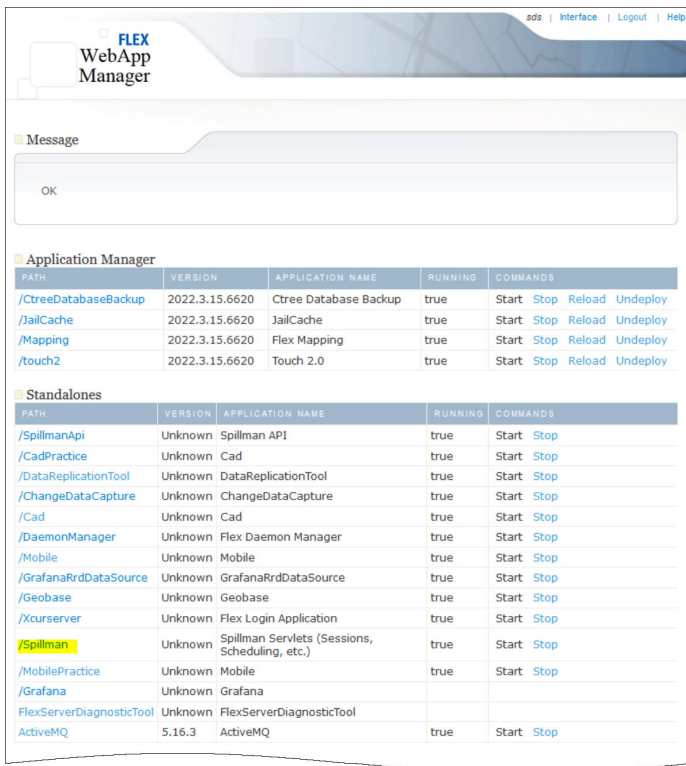 sds | Interface | Logout | Help
FLEX
WebApp
Manager
Message
OK
Application Manager
PATH VERSION APPLICATION NAME RUNNING COMMANDS
/CtreeDatabaseBackup 2022.3.15.6620 Ctree Database Backup true Start Stop Reload Undeploy
/JailCache 2022.3.15.6620 JailCache true Start Stop Reload Undeploy
/Mapping 2022.3.15.6620 Flex Mapping true Start Stop Reload Undeploy
/touch2 2022.3.15.6620 Touch 2.0 true Start Stop Reload Undeploy
Standalones
PATH VERSION APPLICATION NAME RUNNING COMMANDS
/SpillmanApi Unknown Spillman API true Start Stop
/CadPractice Unknown Cad true Start Stop
/DataReplicationTool Unknown DataReplicationTool true Start Stop
/ChangeDataCapture Unknown ChangeDataCapture true Start Stop
/Cad Unknown Cad true Start Stop
/DaemonManager Unknown Flex Daemon Manager true Start Stop
/Mobile Unknown Mobile true Start Stop
/GrafanaRrdDataSource Unknown GrafanaRrdDataSource true Start Stop
/Geobase Unknown Geobase true Start Stop
/Xcurserver Unknown Flex Login Application true Start Stop
/Spillman Unknown Spillman Servlets (Sessions, Scheduling, etc.) true Start Stop
/MobilePractice Unknown Mobile true Start Stop
/Grafana Unknown Grafana
FlexServerDiagnosticTool Unknown FlexServerDiagnosticTool
ActiveMQ 5.16.3 ActiveMQ true Start Stop